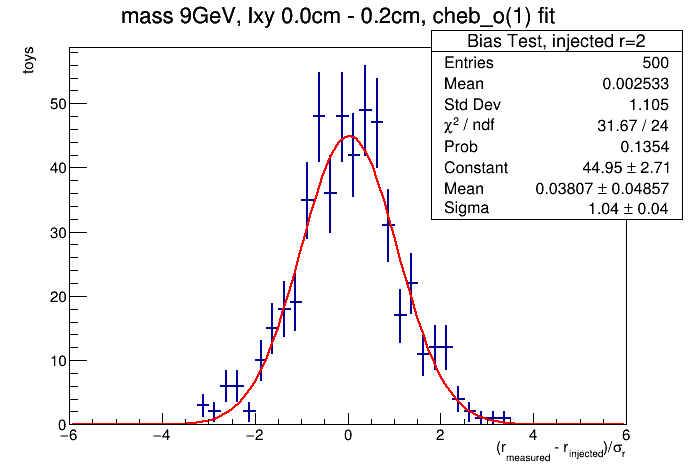 mass 9GeV, lxy 0.0cm - 0.2cm, cheb_o(1) fit
toys
Bias Test, injected r=2
Entries 500
Mean 0.002533
Std Dev 1.105
χ² / ndf 31.67 / 24
Prob 0.1354
Constant 44.95 ± 2.71
Mean 0.03807 ± 0.04857
Sigma 1.04 ± 0.04
50
40
30
20
10
0
−6 −4 −2 0 2 4 6
(r_measured - r_injected)/σ_r